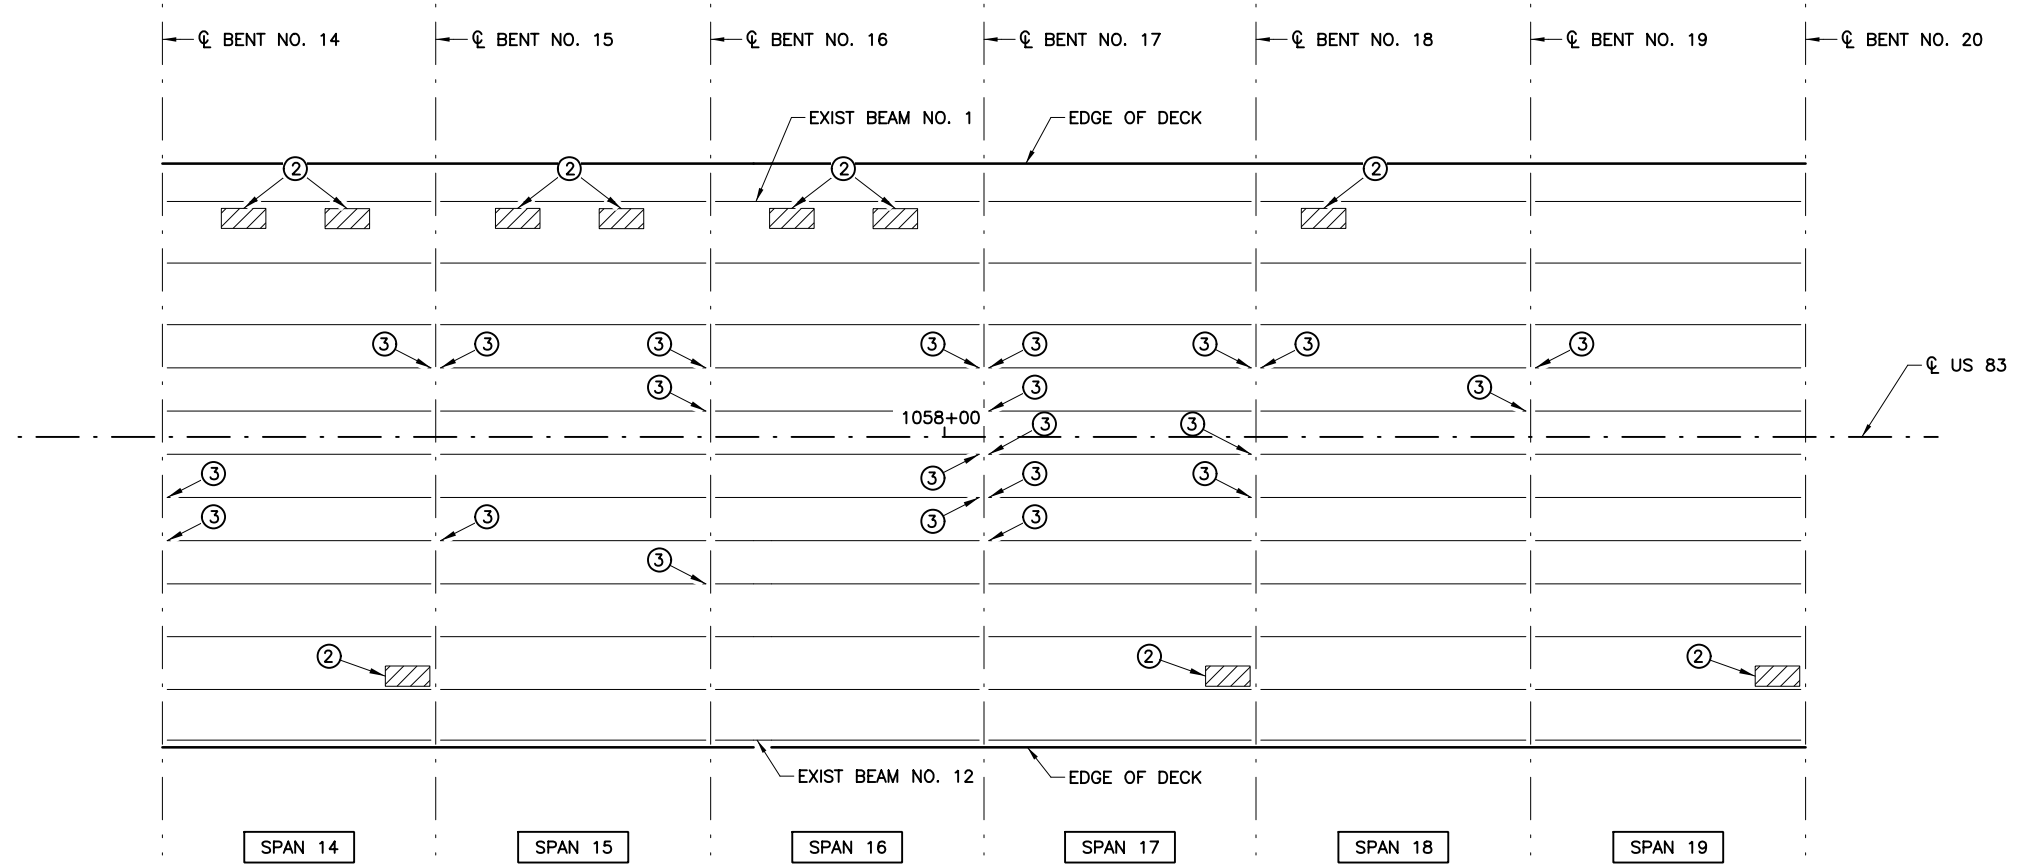 ℄ BENT NO. 14
℄ BENT NO. 15
℄ BENT NO. 16
℄ BENT NO. 17
℄ BENT NO. 18
℄ BENT NO. 19
℄ BENT NO. 20
EXIST BEAM NO. 1
EDGE OF DECK
2
2
2
2
3
3
3
3
3
3
3
3
℄ US 83
3
3
3
1058+00
3
3
3
3
3
3
3
3
3
3
3
2
2
2
EXIST BEAM NO. 12
EDGE OF DECK
SPAN 14
SPAN 15
SPAN 16
SPAN 17
SPAN 18
SPAN 19